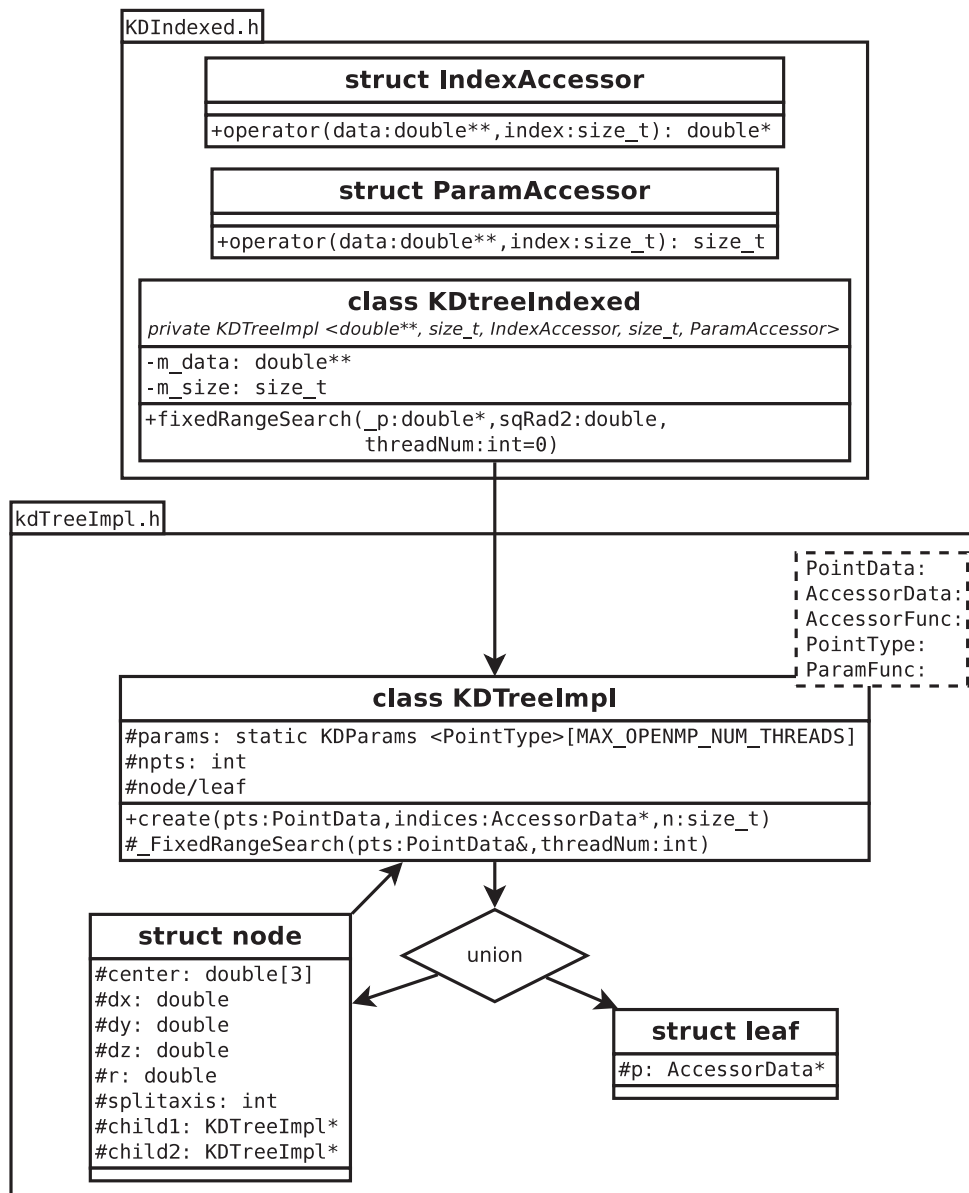 KDIndexed.h
struct IndexAccessor
+operator(data:double**,index:size_t): double*
struct ParamAccessor
+operator(data:double**,index:size_t): size_t
class KDtreeIndexed
private KDTreeImpl <double**, size_t, IndexAccessor, size_t, ParamAccessor>
-m_data: double**
-m_size: size_t
+fixedRangeSearch(_p:double*,sqRad2:double,
threadNum:int=0)
kdTreeImpl.h
PointData:
AccessorData:
AccessorFunc:
PointType:
ParamFunc:
class KDTreeImpl
#params: static KDParams <PointType>[MAX_OPENMP_NUM_THREADS]
#npts: int
#node/leaf
+create(pts:PointData,indices:AccessorData*,n:size_t)
#_FixedRangeSearch(pts:PointData&,threadNum:int)
union
struct node
#center: double[3]
#dx: double
#dy: double
#dz: double
#r: double
#splitaxis: int
#child1: KDTreeImpl*
#child2: KDTreeImpl*
struct leaf
#p: AccessorData*